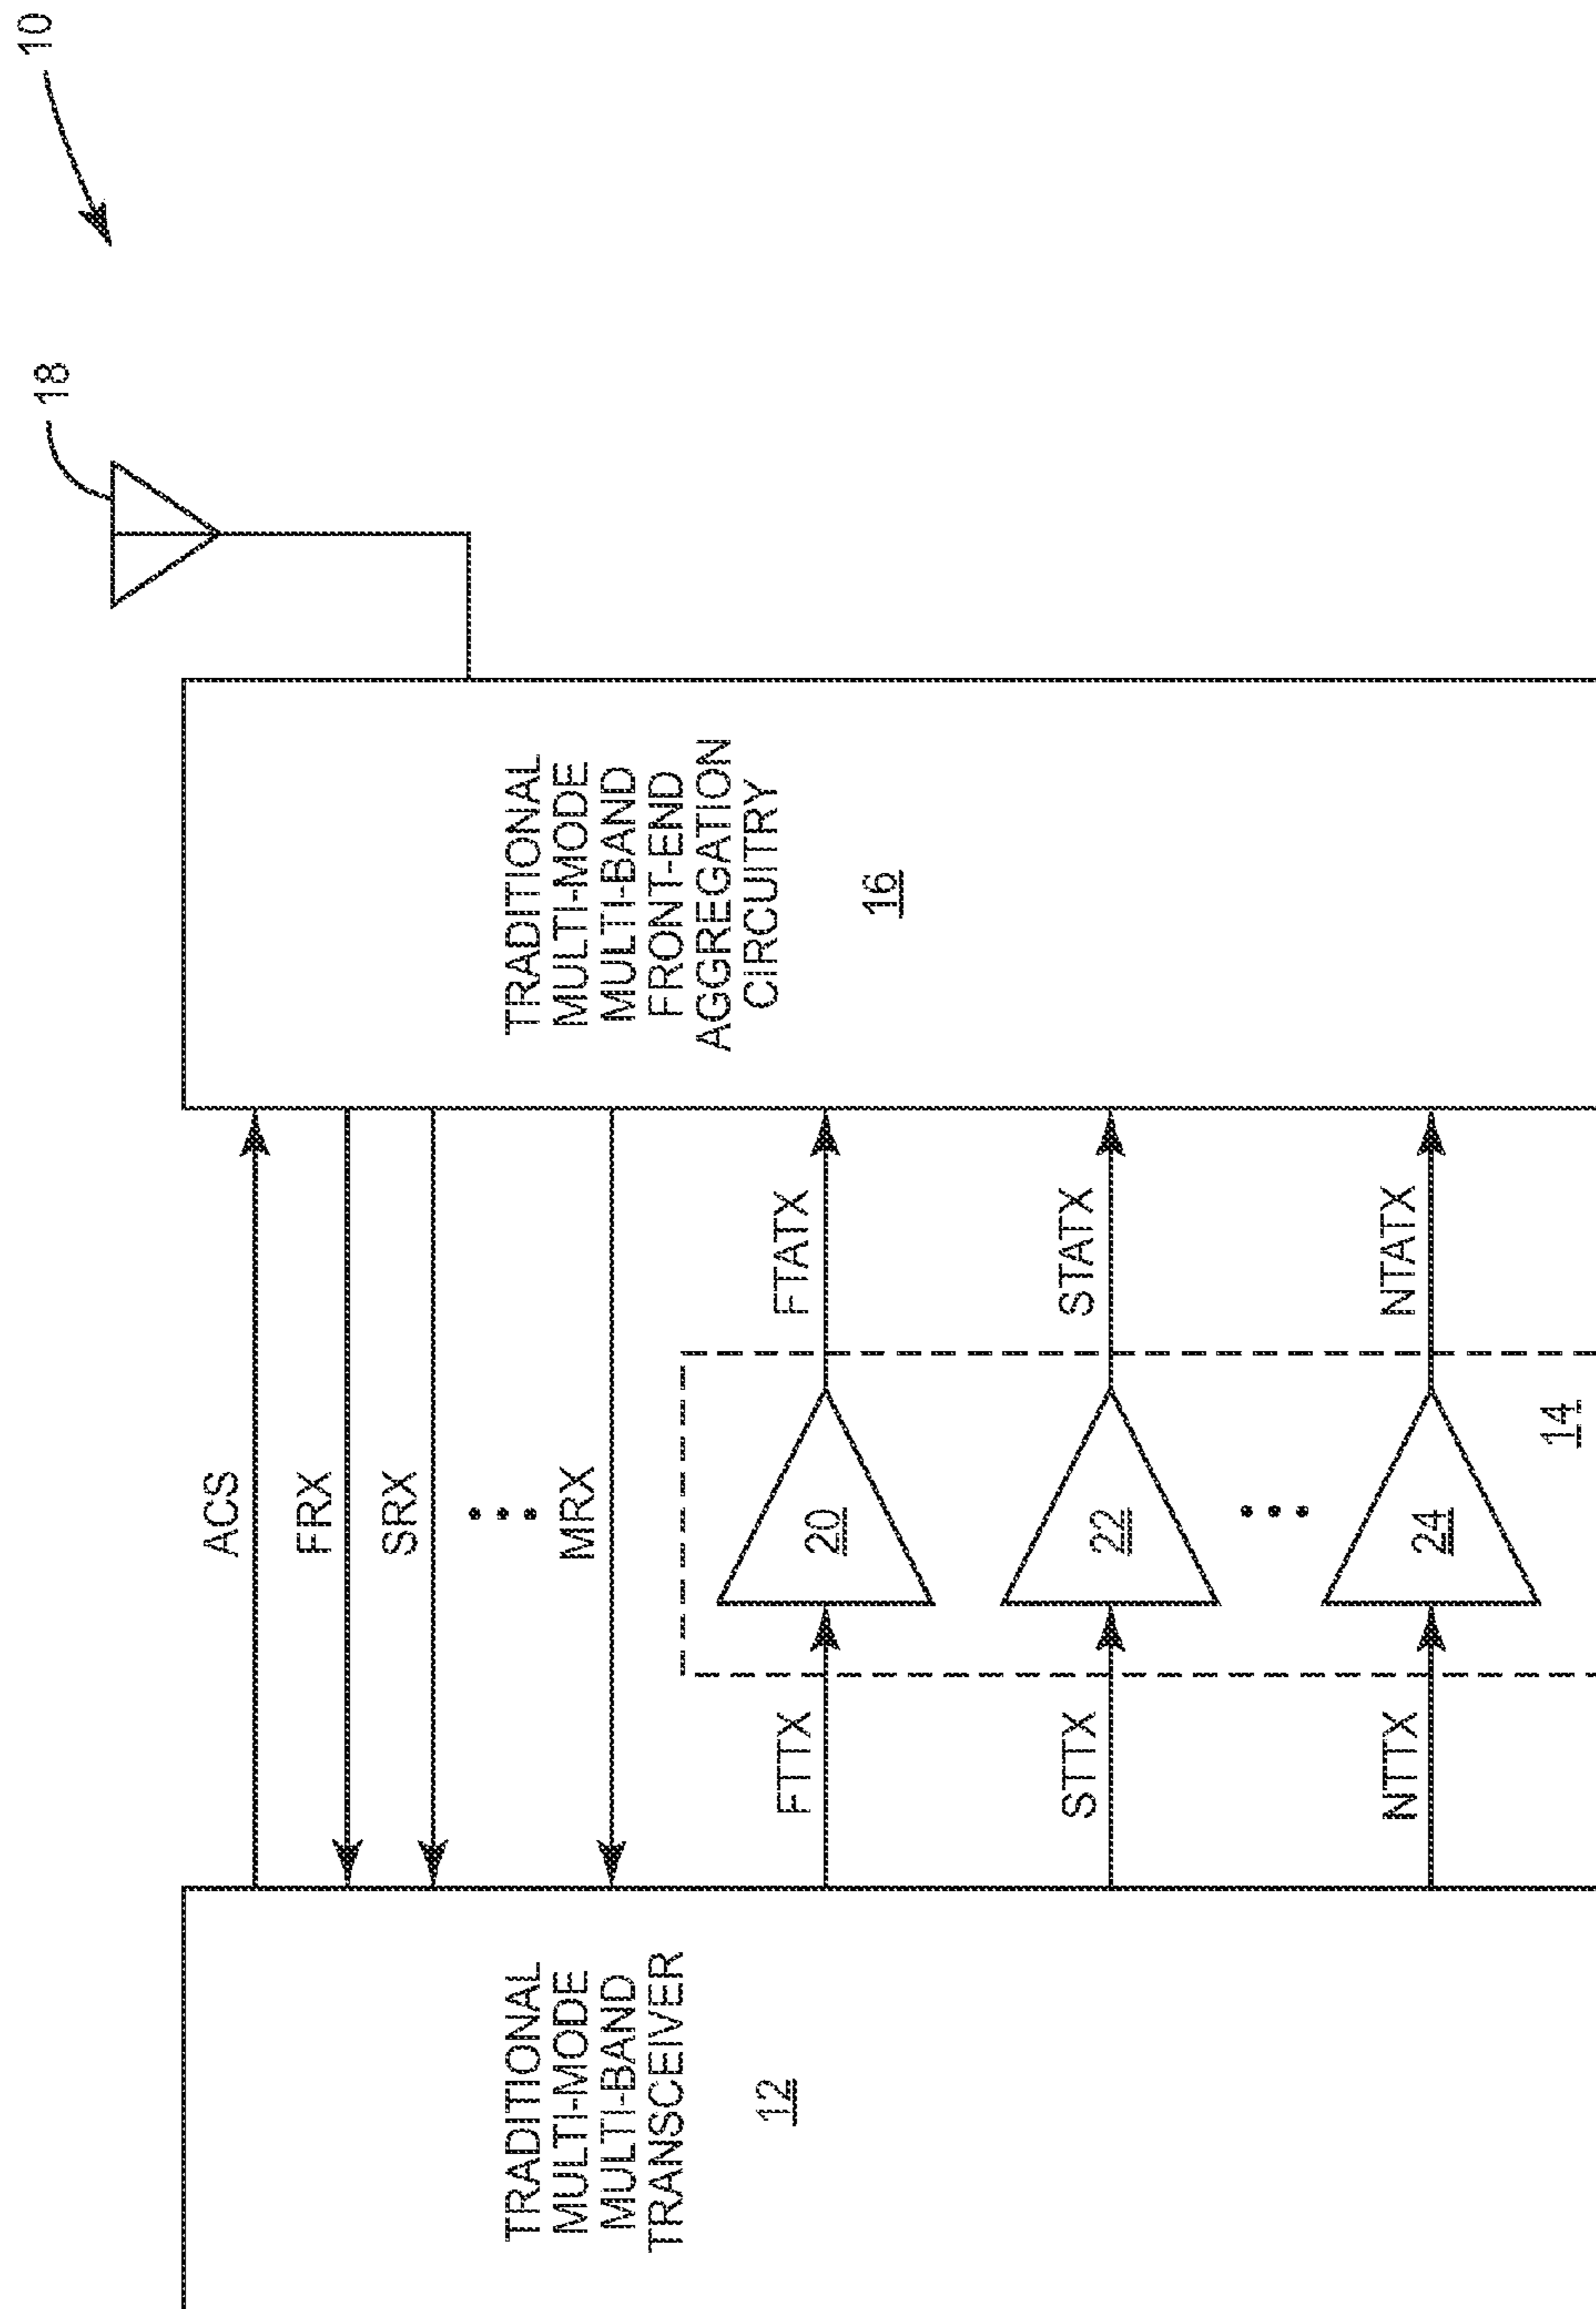 10
18
TRADITIONAL
MULTI-MODE
MULTI-BAND
TRANSCEIVER
12
ACS
FRX
SRX
MRX
FTTX
20
FTATX
STTX
22
STATX
NTTX
24
NTATX
14
TRADITIONAL
MULTI-MODE
MULTI-BAND
FRONT-END
AGGREGATION
CIRCUITRY
16